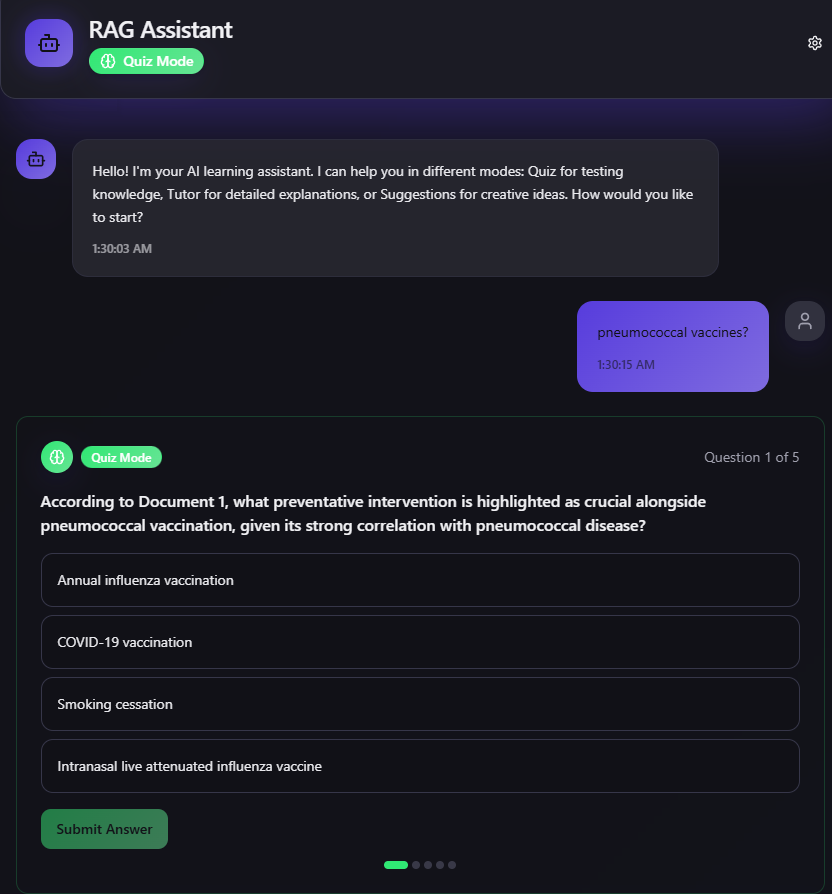 RAG Assistant
Quiz Mode
Hello! I'm your AI learning assistant. I can help you in different modes: Quiz for testing
knowledge, Tutor for detailed explanations, or Suggestions for creative ideas. How would you like
to start?
1:30:03 AM
pneumococcal vaccines?
1:30:15 AM
Quiz Mode
Question 1 of 5
According to Document 1, what preventative intervention is highlighted as crucial alongside
pneumococcal vaccination, given its strong correlation with pneumococcal disease?
Annual influenza vaccination
COVID-19 vaccination
Smoking cessation
Intranasal live attenuated influenza vaccine
Submit Answer